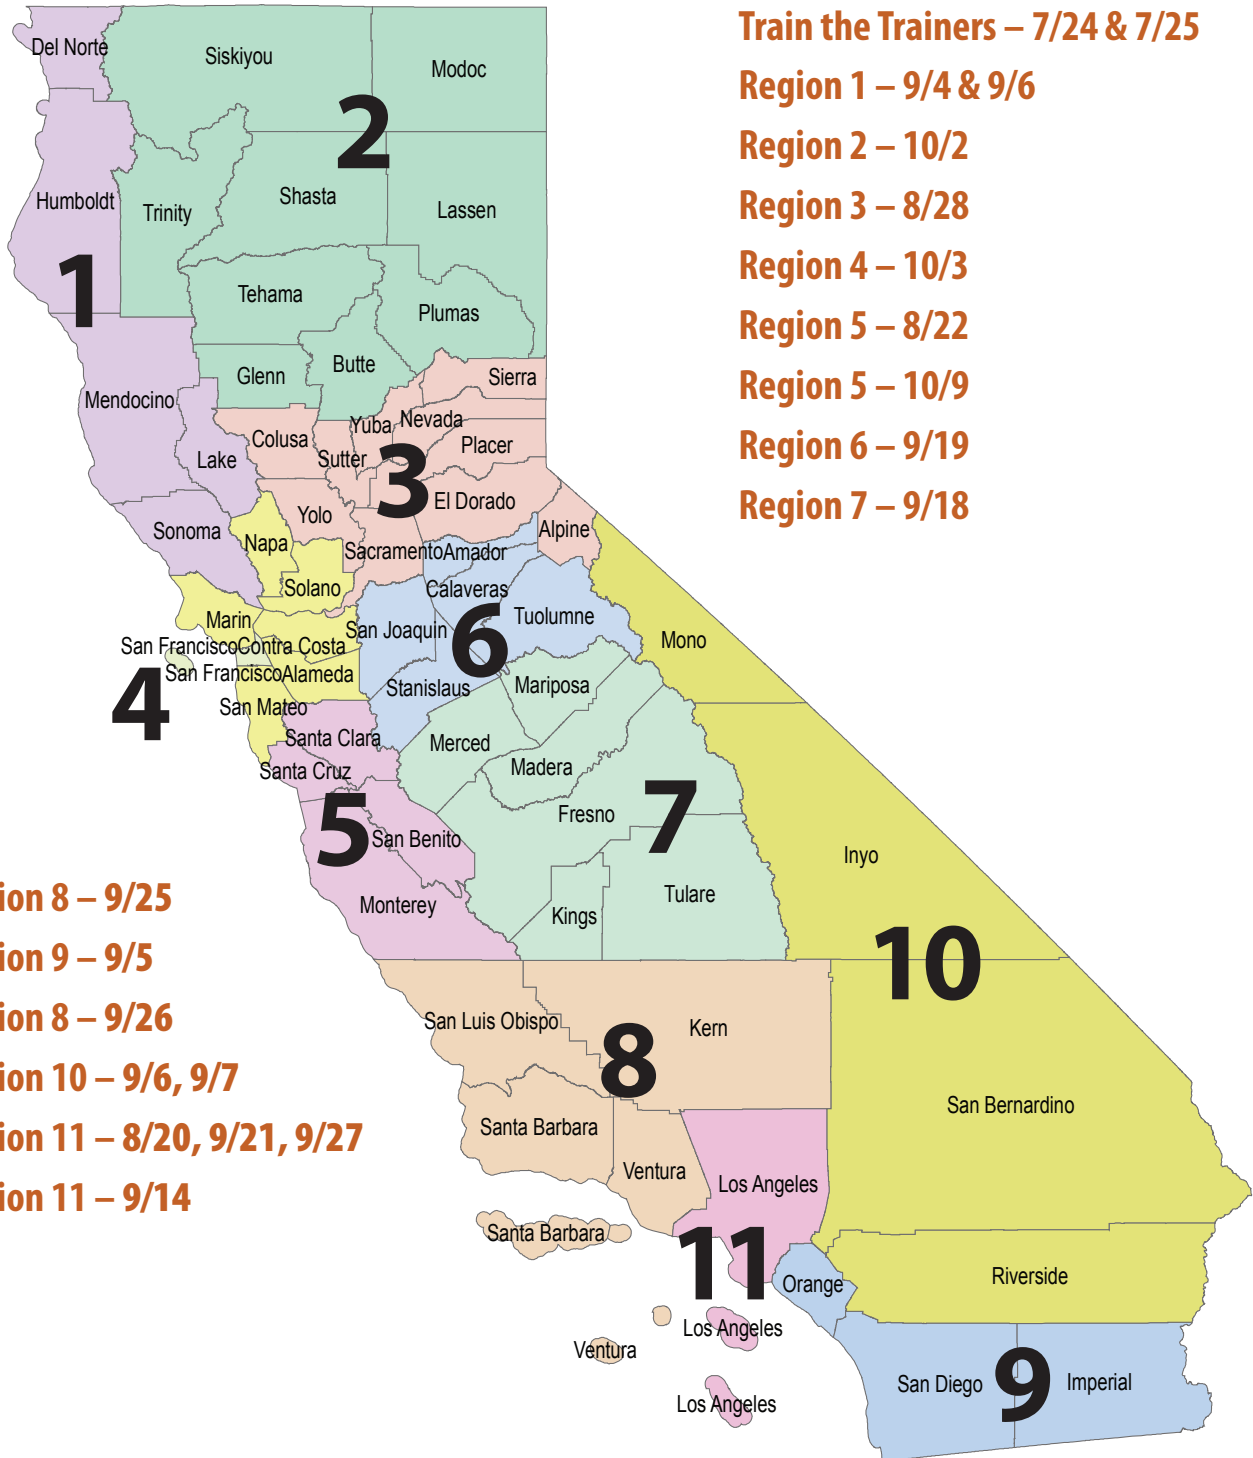 Train the Trainers – 7/24 & 7/25
Region 1 – 9/4 & 9/6
Region 2 – 10/2
Region 3 – 8/28
Region 4 – 10/3
Region 5 – 8/22
Region 5 – 10/9
Region 6 – 9/19
Region 7 – 9/18
Del Norte
Siskiyou
Modoc
2
Humboldt
Trinity
Shasta
Lassen
1
Tehama
Plumas
Glenn
Butte
Sierra
Mendocino
Yuba
Nevada
Colusa
Sutter
Placer
Lake
3
El Dorado
Yolo
Sonoma
Napa
Alpine
Sacramento
Amador
Solano
Calaveras
Marin
San Joaquin
6
Tuolumne
Mono
San Francisco
Contra Costa
San Francisco
Alameda
4
Stanislaus
Mariposa
San Mateo
Santa Clara
Merced
Santa Cruz
Madera
5
San Benito
Fresno
7
Inyo
Monterey
Kings
Tulare
10
San Luis Obispo
Kern
8
San Bernardino
Santa Barbara
Ventura
Los Angeles
Santa Barbara
11
Orange
Riverside
Los Angeles
Ventura
San Diego
9
Imperial
Los Angeles
ion 8 – 9/25
ion 9 – 9/5
ion 8 – 9/26
ion 10 – 9/6, 9/7
ion 11 – 8/20, 9/21, 9/27
ion 11 – 9/14